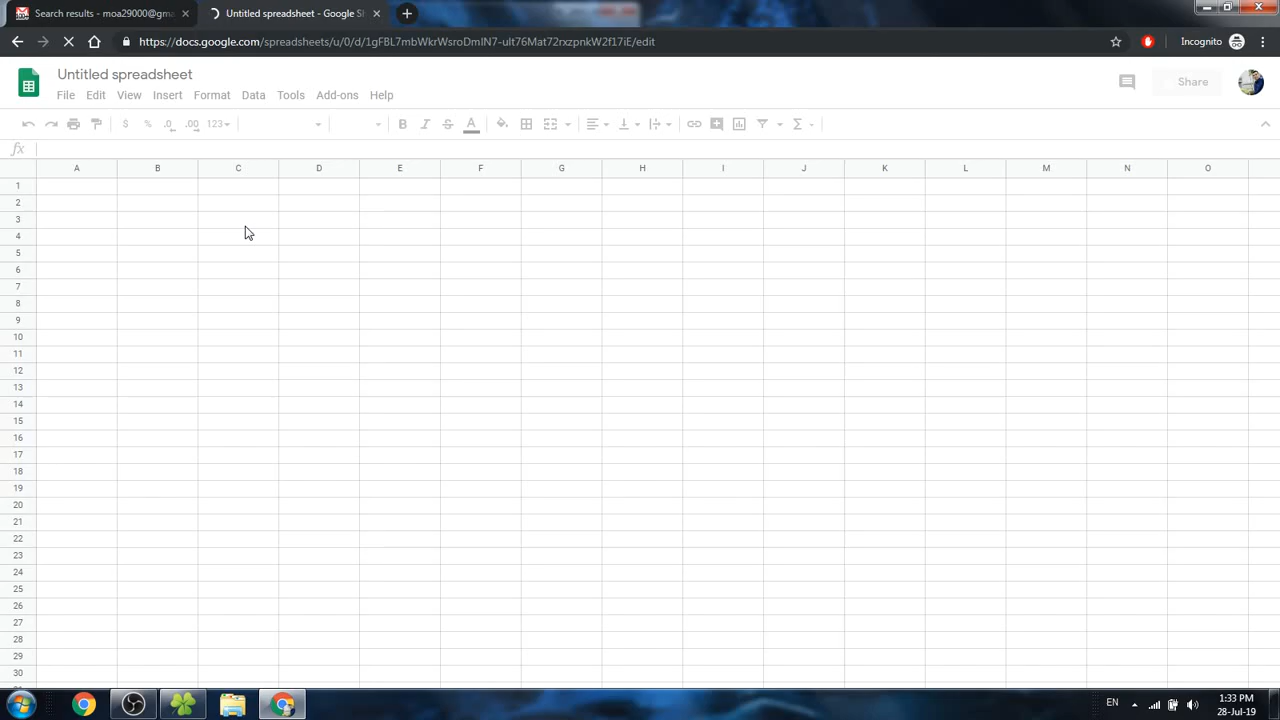 Search results - moa29000@gma
Untitled spreadsheet - Google Sh
https://docs.google.com/spreadsheets/u/0/d/1gFBL7mbWkrWsroDmIN7-ult76Mat72rxzpnkW2f17iE/edit
Incognito
Untitled spreadsheet
File Edit View Insert Format Data Tools Add-ons Help
Share
$ % .0 .00 123 B I S A Σ
fx
A B C D E F G H I J K L M N O
1
2
3
4
5
6
7
8
9
10
11
12
13
14
15
16
17
18
19
20
21
22
23
24
25
26
27
28
29
30
EN
1:33 PM
28-Jul-19